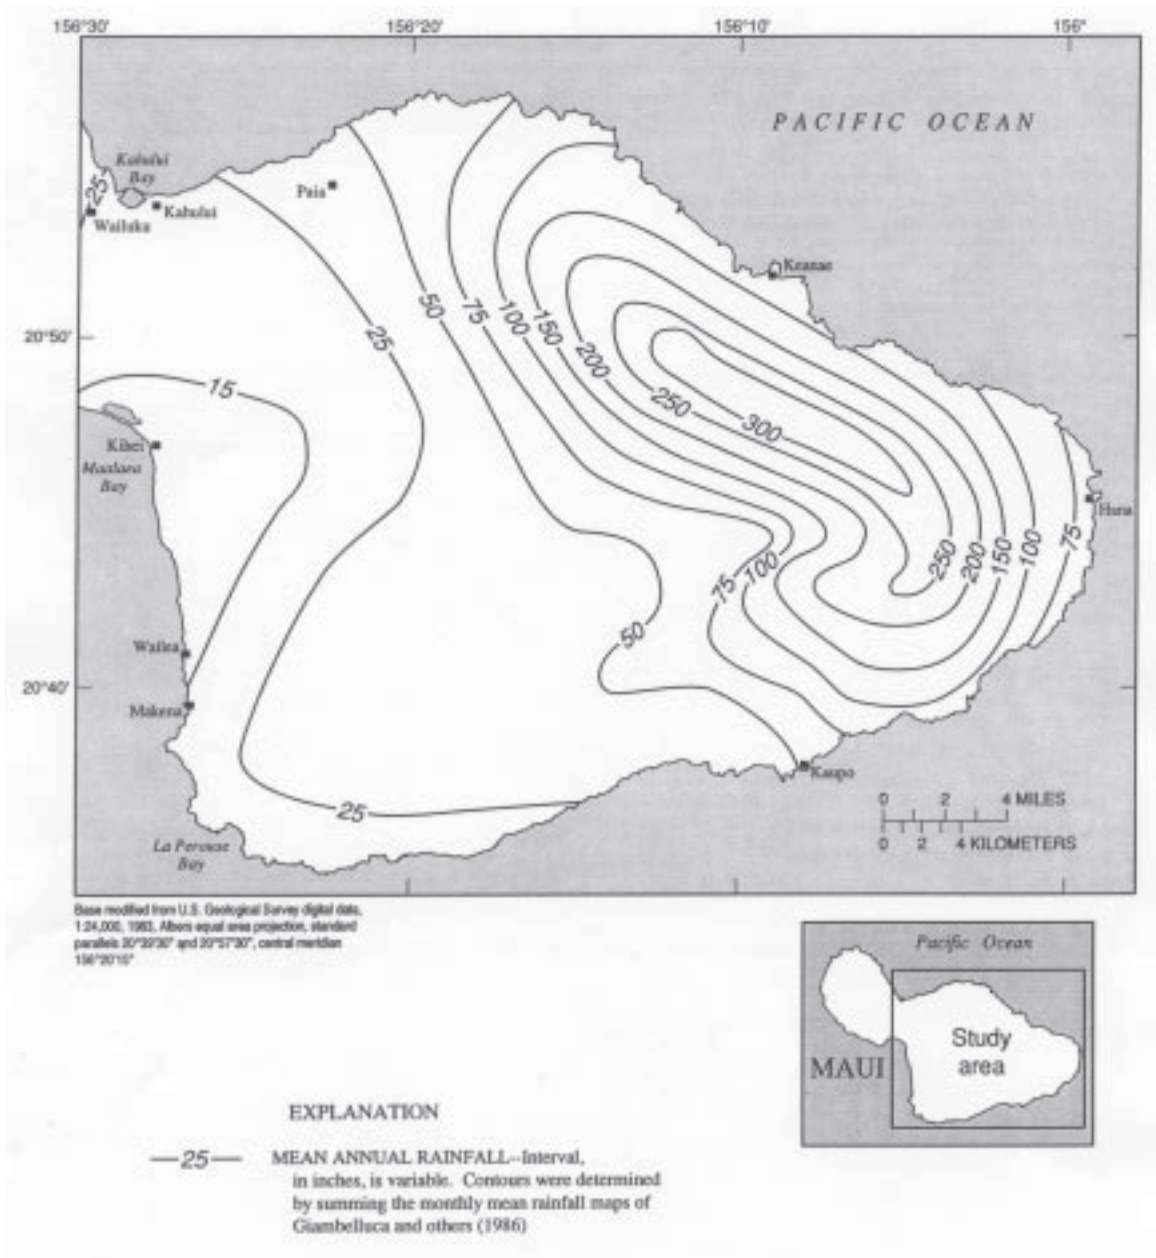 156°30' 156°20' 156°10' 156°
PACIFIC OCEAN
Kahului
Bay
25
Paia
Kahului
Wailuku
Keanae
50
75
100
150
25
200
20°50'
15
250
300
Kihei
Maalaea
Bay
Hana
75
100
150
200
250
100
75
50
Wailea
20°40'
Makena
Kaupo
25
0 2 4 MILES
0 2 4 KILOMETERS
La Perouse
Bay
Base modified from U.S. Geological Survey digital data,
1:24,000, 1983, Albers equal area projection, standard
parallels 20°39'30" and 20°57'30", central meridian
156°20'15"
Pacific Ocean
Study
area
MAUI
EXPLANATION
25 MEAN ANNUAL RAINFALL--Interval,
in inches, is variable. Contours were determined
by summing the monthly mean rainfall maps of
Giambelluca and others (1986)